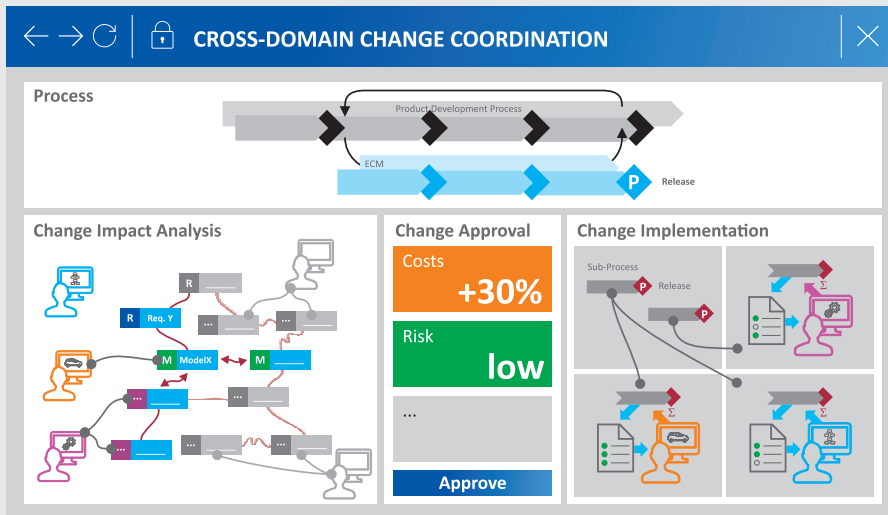 CROSS-DOMAIN CHANGE COORDINATION
Process
Product Development Process
ECM
P
Release
Change Impact Analysis
R
R
Req. Y
...
...
M
ModelX
M
...
...
...
...
...
Change Approval
Costs
+30%
Risk
low
...
Approve
Change Implementation
Sub-Process
P
Release
P
Σ
Σ
Σ